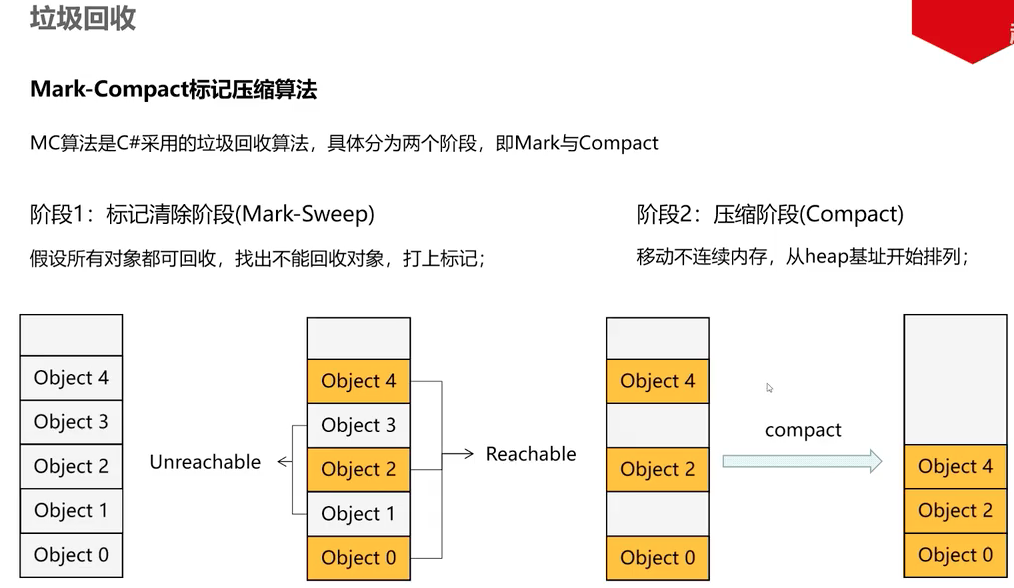 垃圾回收
Mark-Compact标记压缩算法
MC算法是C#采用的垃圾回收算法，具体分为两个阶段，即Mark与Compact
阶段1：标记清除阶段(Mark-Sweep)
假设所有对象都可回收，找出不能回收对象，打上标记；
阶段2：压缩阶段(Compact)
移动不连续内存，从heap基址开始排列；
Object 4
Object 3
Object 2
Object 1
Object 0
Unreachable
Object 4
Object 3
Object 2
Object 1
Object 0
Reachable
Object 4
Object 2
Object 0
compact
Object 4
Object 2
Object 0